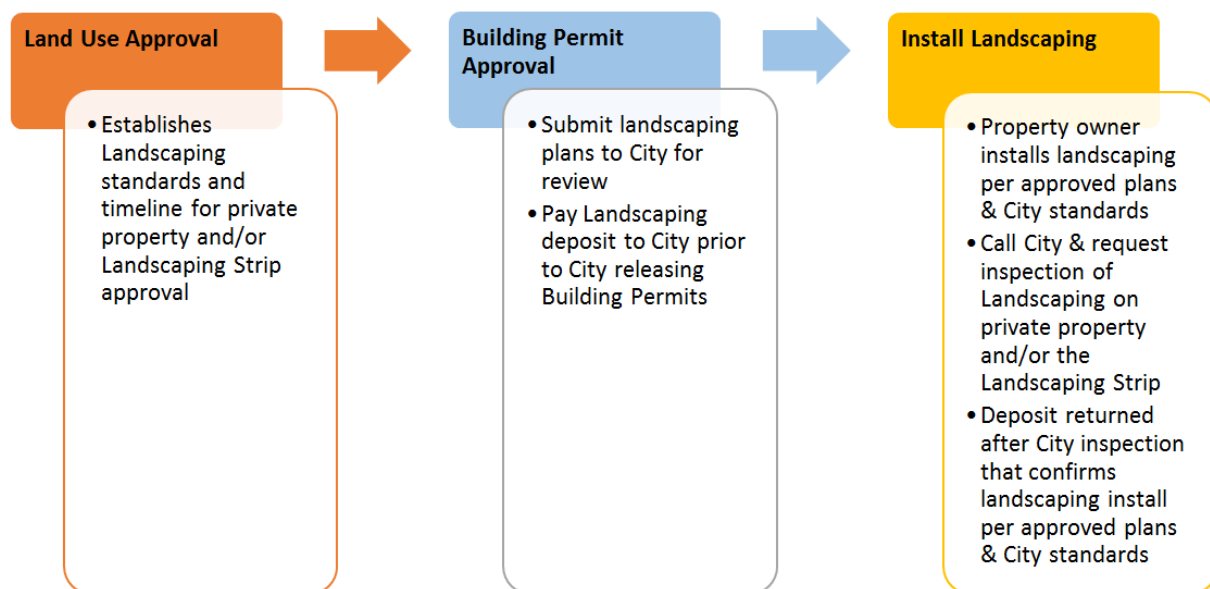 Land Use Approval
• Establishes
Landscaping
standards and
timeline for private
property and/or
Landscaping Strip
approval
Building Permit
Approval
• Submit landscaping
plans to City for
review
• Pay Landscaping
deposit to City prior
to City releasing
Building Permits
Install Landscaping
• Property owner
installs landscaping
per approved plans
& City standards
• Call City & request
inspection of
Landscaping on
private property
and/or the
Landscaping Strip
• Deposit returned
after City inspection
that confirms
landscaping install
per approved plans
& City standards